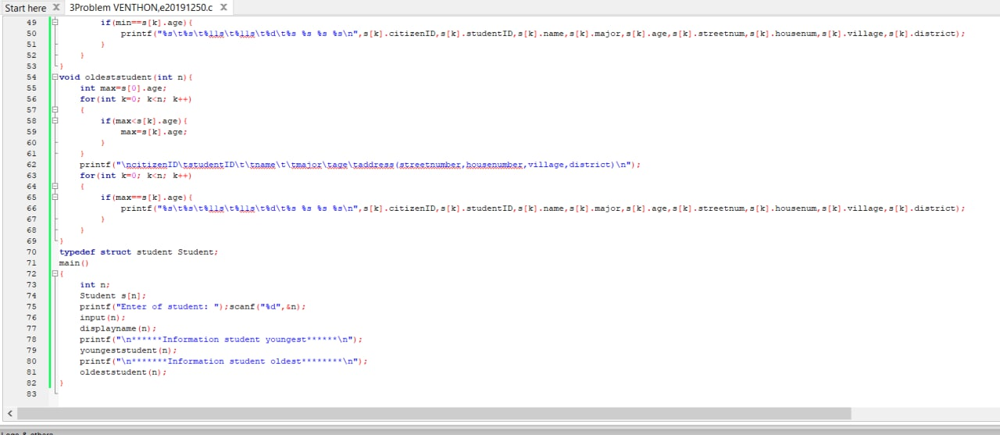 Start here X 3Problem VENTHON,e20191250.c X
49 if(min==s[k].age){
50 printf("%s\t%s\t%11s\t%11s\t%d\t%s %s %s %s\n",s[k].citizenID,s[k].studentID,s[k].name,s[k].major,s[k].age,s[k].streetnum,s[k].housenum,s[k].village,s[k].district);
51 }
52 }
53 }
54 void oldeststudent(int n){
55 int max=s[0].age;
56 for(int k=0; k<n; k++)
57 {
58 if(max<s[k].age){
59 max=s[k].age;
60 }
61 }
62 printf("\ncitizenID\tstudentID\t\tname\t\tmajor\tage\taddress(streetnumber,housenumber,village,district)\n");
63 for(int k=0; k<n; k++)
64 {
65 if(max==s[k].age){
66 printf("%s\t%s\t%11s\t%11s\t%d\t%s %s %s %s\n",s[k].citizenID,s[k].studentID,s[k].name,s[k].major,s[k].age,s[k].streetnum,s[k].housenum,s[k].village,s[k].district);
67 }
68 }
69 }
70 typedef struct student Student;
71 main()
72 {
73 int n;
74 Student s[n];
75 printf("Enter of student: ");scanf("%d",&n);
76 input(n);
77 displayname(n);
78 printf("\n******Information student youngest******\n");
79 youngeststudent(n);
80 printf("\n*******Information student oldest********\n");
81 oldeststudent(n);
82 }
83
Logs & others